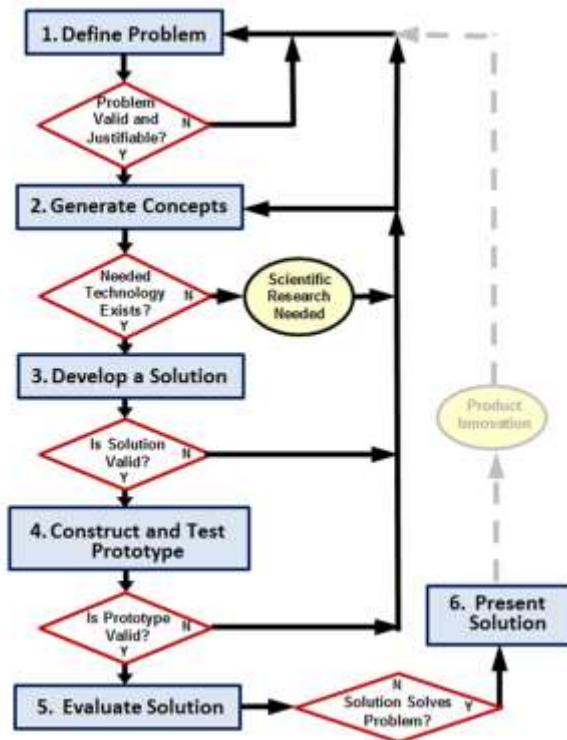 1. Define Problem
Problem
Valid and
Justifiable?
N
Y
2. Generate Concepts
Needed
Technology
Exists?
N
Y
Scientific
Research
Needed
3. Develop a Solution
Is Solution
Valid?
N
Y
Product
Innovation
4. Construct and Test
Prototype
Is Prototype
Valid?
N
Y
6. Present
Solution
5. Evaluate Solution
N
Solution Solves
Problem?
Y